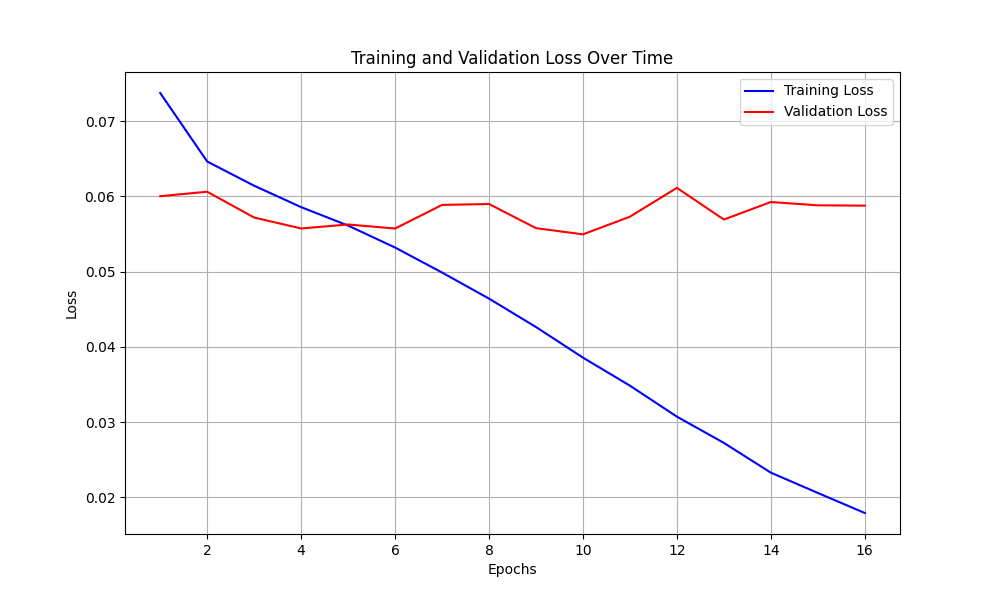 Training and Validation Loss Over Time
Training Loss
Validation Loss
0.07
0.06
0.05
0.04
0.03
0.02
Loss
2 4 6 8 10 12 14 16
Epochs